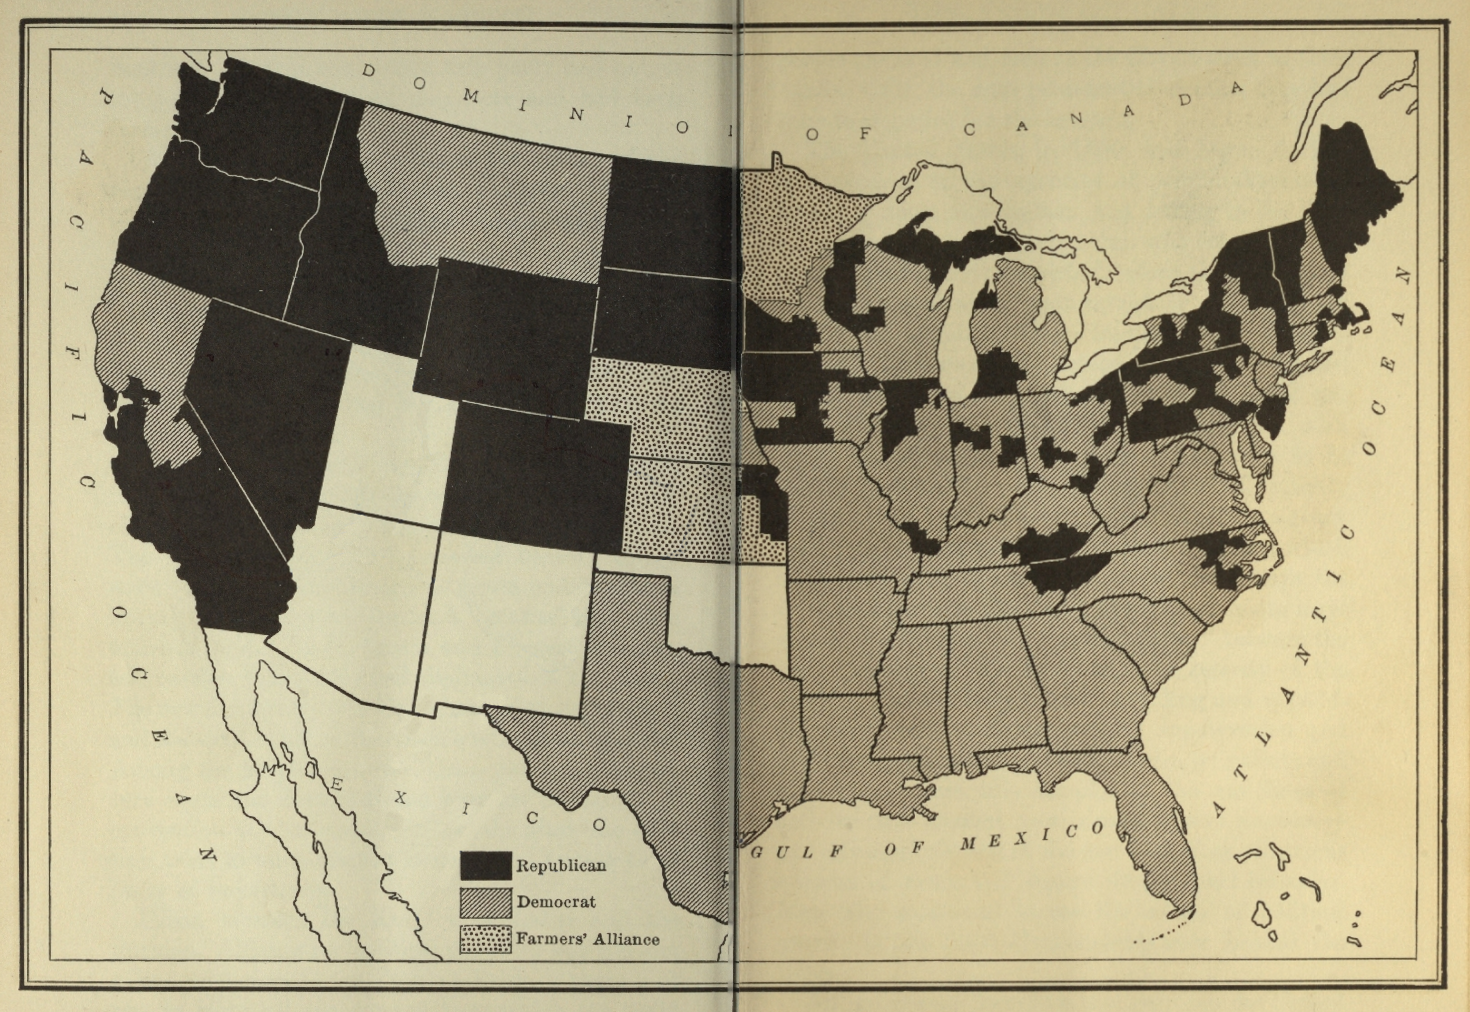 DOMINION OF CANADA
PACIFIC OCEAN
ATLANTIC OCEAN
MEXICO
GULF OF MEXICO
Republican
Democrat
Farmers' Alliance